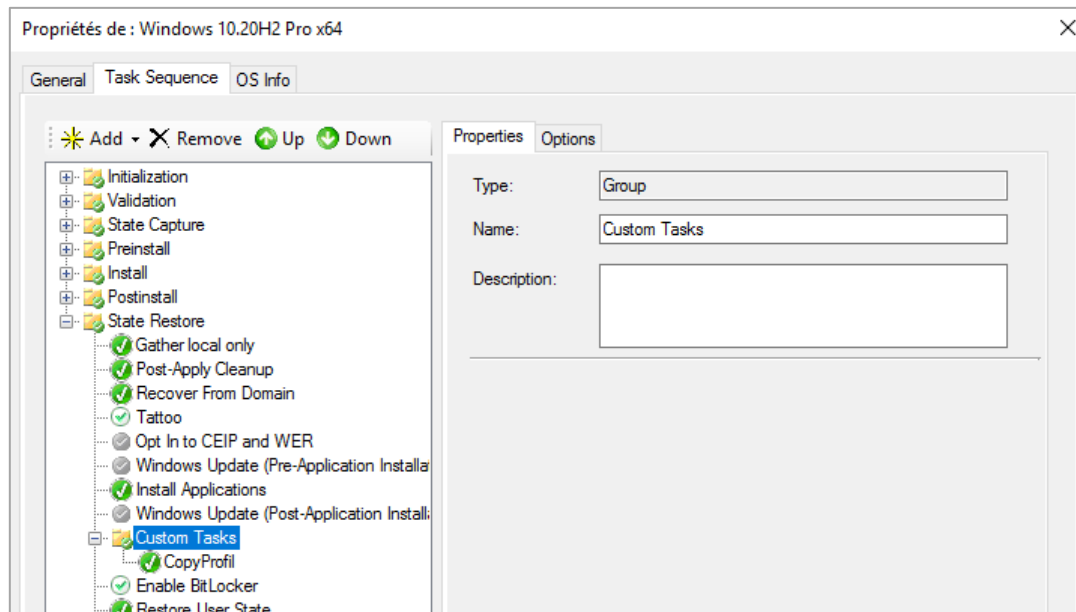 Propriétés de : Windows 10.20H2 Pro x64
General Task Sequence OS Info
Add Remove Up Down
Initialization
Validation
State Capture
Preinstall
Install
Postinstall
State Restore
Gather local only
Post-Apply Cleanup
Recover From Domain
Tattoo
Opt In to CEIP and WER
Windows Update (Pre-Application Installa
Install Applications
Windows Update (Post-Application Install
Custom Tasks
CopyProfil
Enable BitLocker
Restore User State
Properties Options
Type: Group
Name: Custom Tasks
Description: